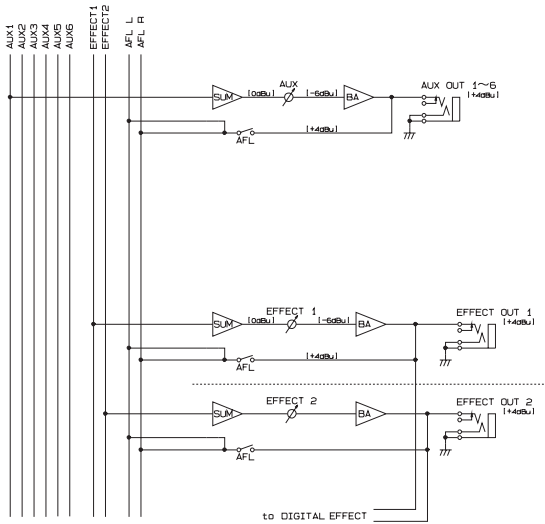 AUX1
AUX2
AUX3
AUX4
AUX5
AUX6
EFFECT1
EFFECT2
AFL L
AFL R
SUM
[0dBu]
AUX
[-6dBu]
BA
AUX OUT 1~6
[+4dBu]
[+4dBu]
AFL
SUM
[0dBu]
EFFECT 1
[-6dBu]
BA
EFFECT OUT 1
[+4dBu]
[+4dBu]
AFL
SUM
EFFECT 2
BA
EFFECT OUT 2
[+4dBu]
AFL
to DIGITAL EFFECT